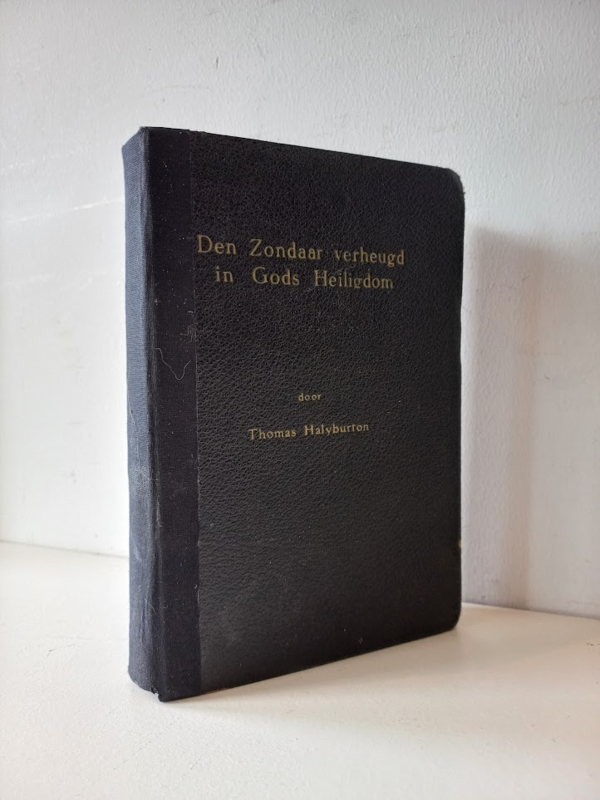 Den Zondaar verheugd
in Gods Heiligdom
door
Thomas Halyburton